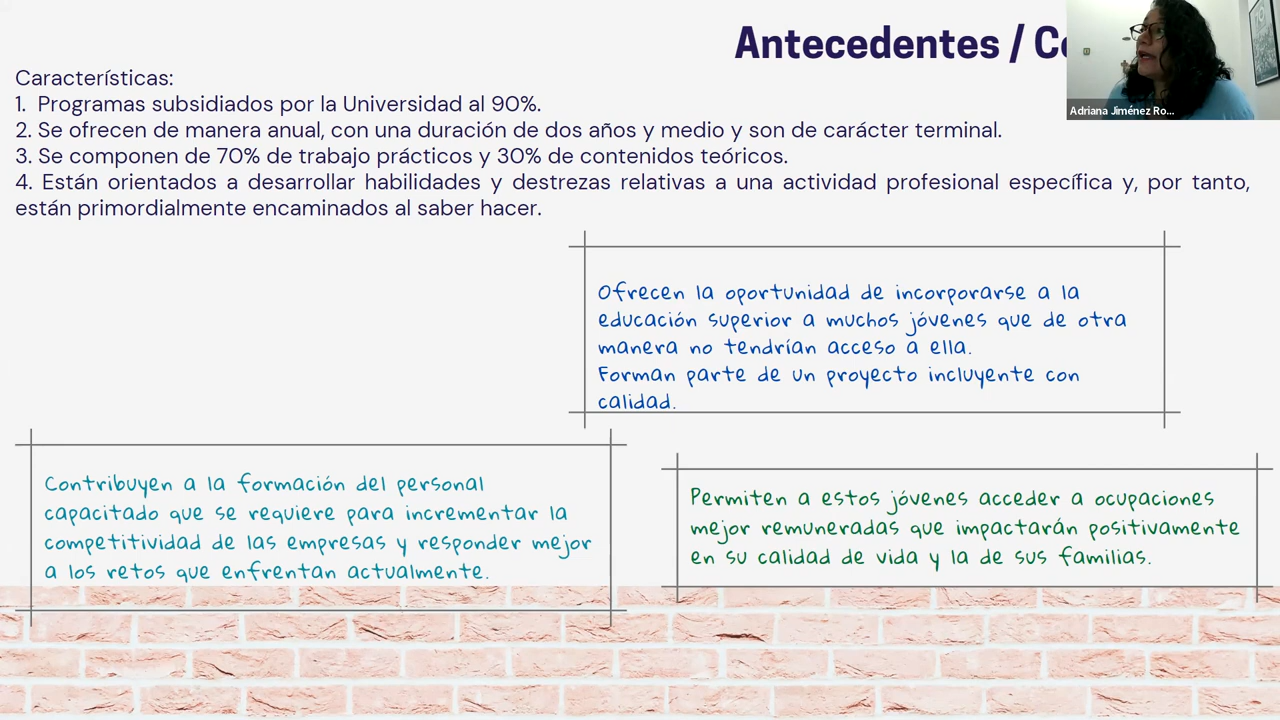 Antecedentes / Co
Adriana Jiménez Ro...
Características:
1. Programas subsidiados por la Universidad al 90%.
2. Se ofrecen de manera anual, con una duración de dos años y medio y son de carácter terminal.
3. Se componen de 70% de trabajo prácticos y 30% de contenidos teóricos.
4. Están orientados a desarrollar habilidades y destrezas relativas a una actividad profesional específica y, por tanto,
están primordialmente encaminados al saber hacer.
Ofrecen la oportunidad de incorporarse a la
educación superior a muchos jóvenes que de otra
manera no tendrían acceso a ella.
Forman parte de un proyecto incluyente con
calidad.
Contribuyen a la formación del personal
capacitado que se requiere para incrementar la
competitividad de las empresas y responder mejor
a los retos que enfrentan actualmente.
Permiten a estos jóvenes acceder a ocupaciones
mejor remuneradas que impactarán positivamente
en su calidad de vida y la de sus familias.